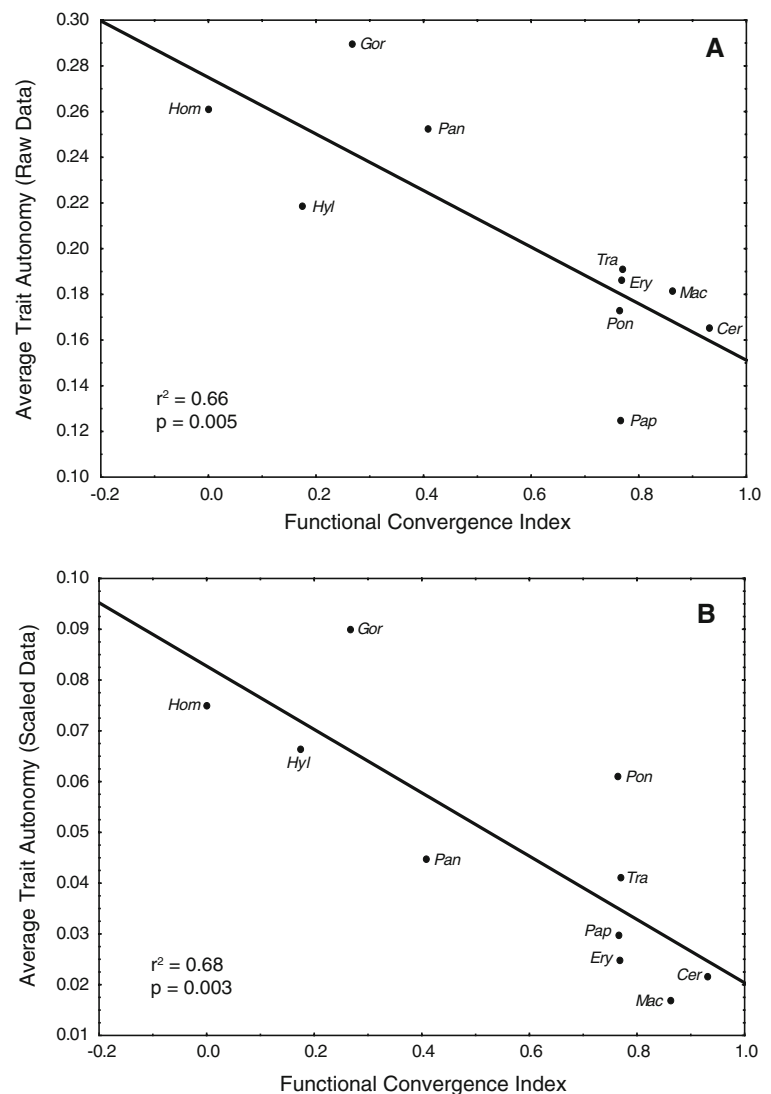 A
Average Trait Autonomy (Raw Data)
0.30
0.28
0.26
0.24
0.22
0.20
0.18
0.16
0.14
0.12
0.10
Gor
Hom
Pan
Hyl
Tra
Ery
Mac
Pon
Cer
Pap
r² = 0.66
p = 0.005
-0.2 0.0 0.2 0.4 0.6 0.8 1.0
Functional Convergence Index
B
Average Trait Autonomy (Scaled Data)
0.10
0.09
0.08
0.07
0.06
0.05
0.04
0.03
0.02
0.01
Gor
Hom
Hyl
Pon
Pan
Tra
Pap
Ery
Cer
Mac
r² = 0.68
p = 0.003
-0.2 0.0 0.2 0.4 0.6 0.8 1.0
Functional Convergence Index